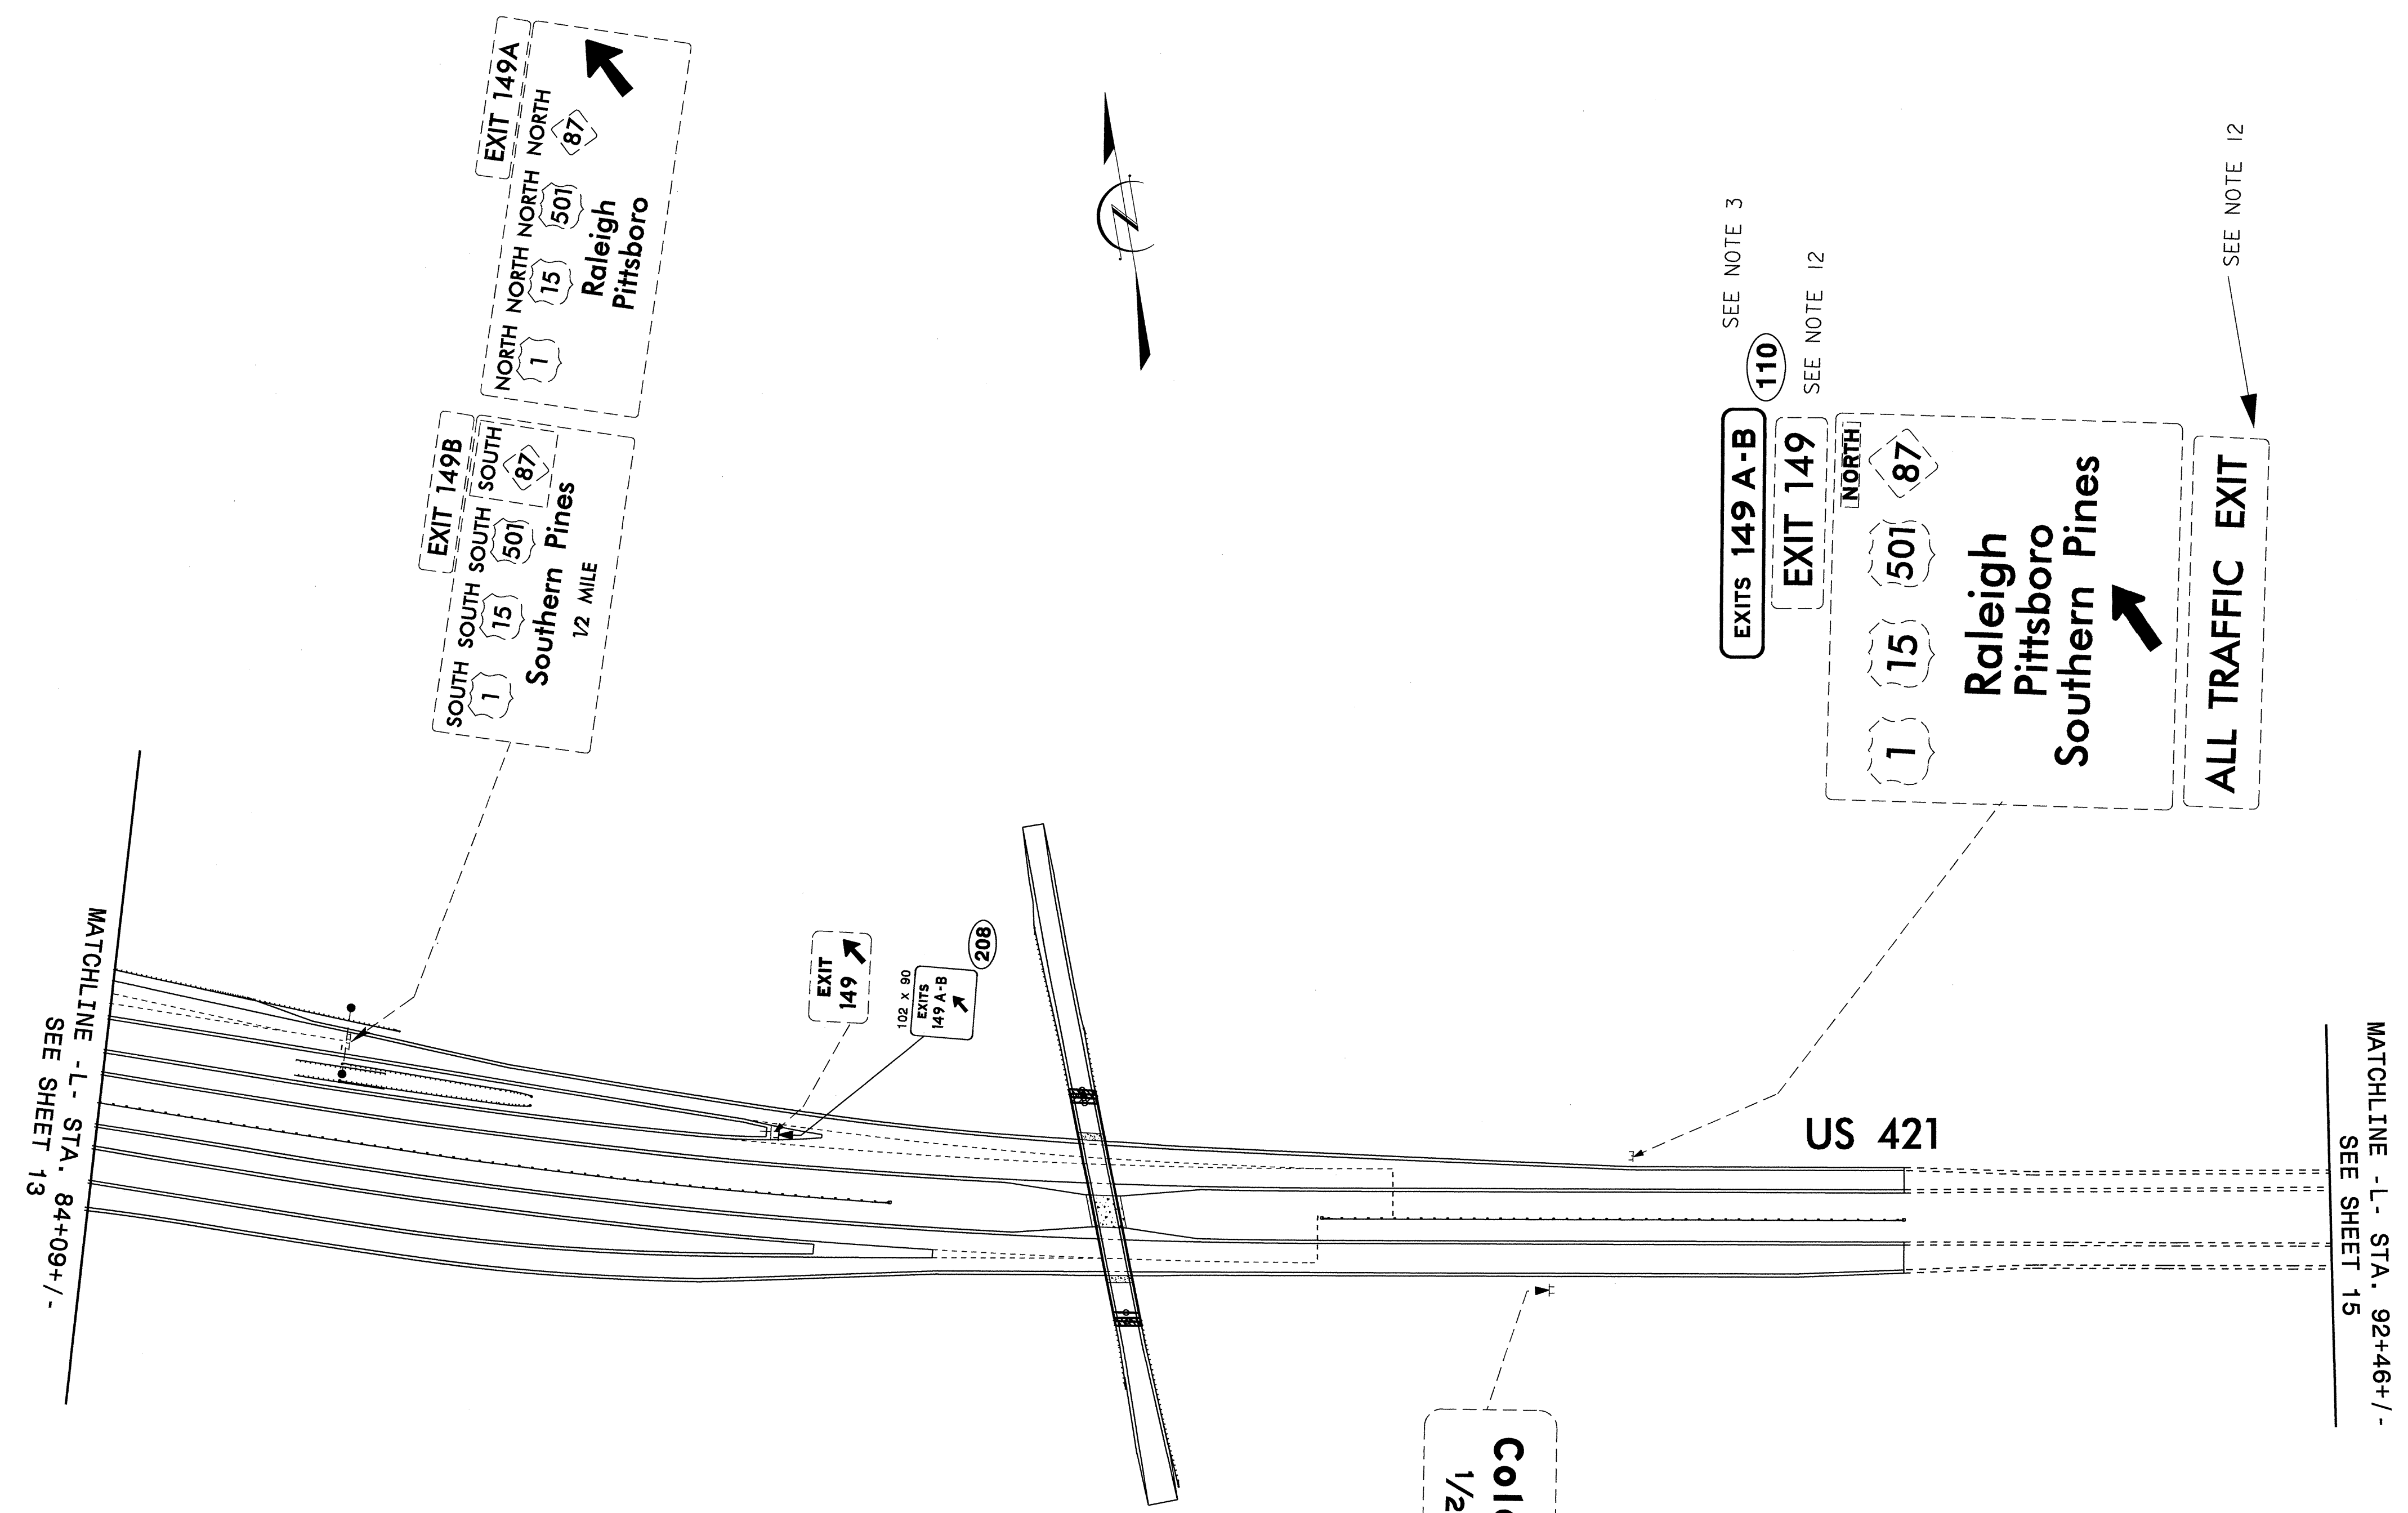 EXIT 149A
NORTH NORTH NORTH NORTH
1 15 501 87
Raleigh
Pittsboro
EXIT 149B
SOUTH SOUTH SOUTH SOUTH
1 15 501 87
Southern Pines
1/2 MILE
SEE NOTE 3
110
EXITS 149 A-B
SEE NOTE 12
EXIT 149
NORTH
1 15 501 87
Raleigh
Pittsboro
Southern Pines
ALL TRAFFIC EXIT
SEE NOTE 12
EXIT
149
208
102 x 90
EXITS
149 A-B
US 421
MATCHLINE -L- STA. 84+09+/-
SEE SHEET 13
MATCHLINE -L- STA. 92+46+/-
SEE SHEET 15
1/2